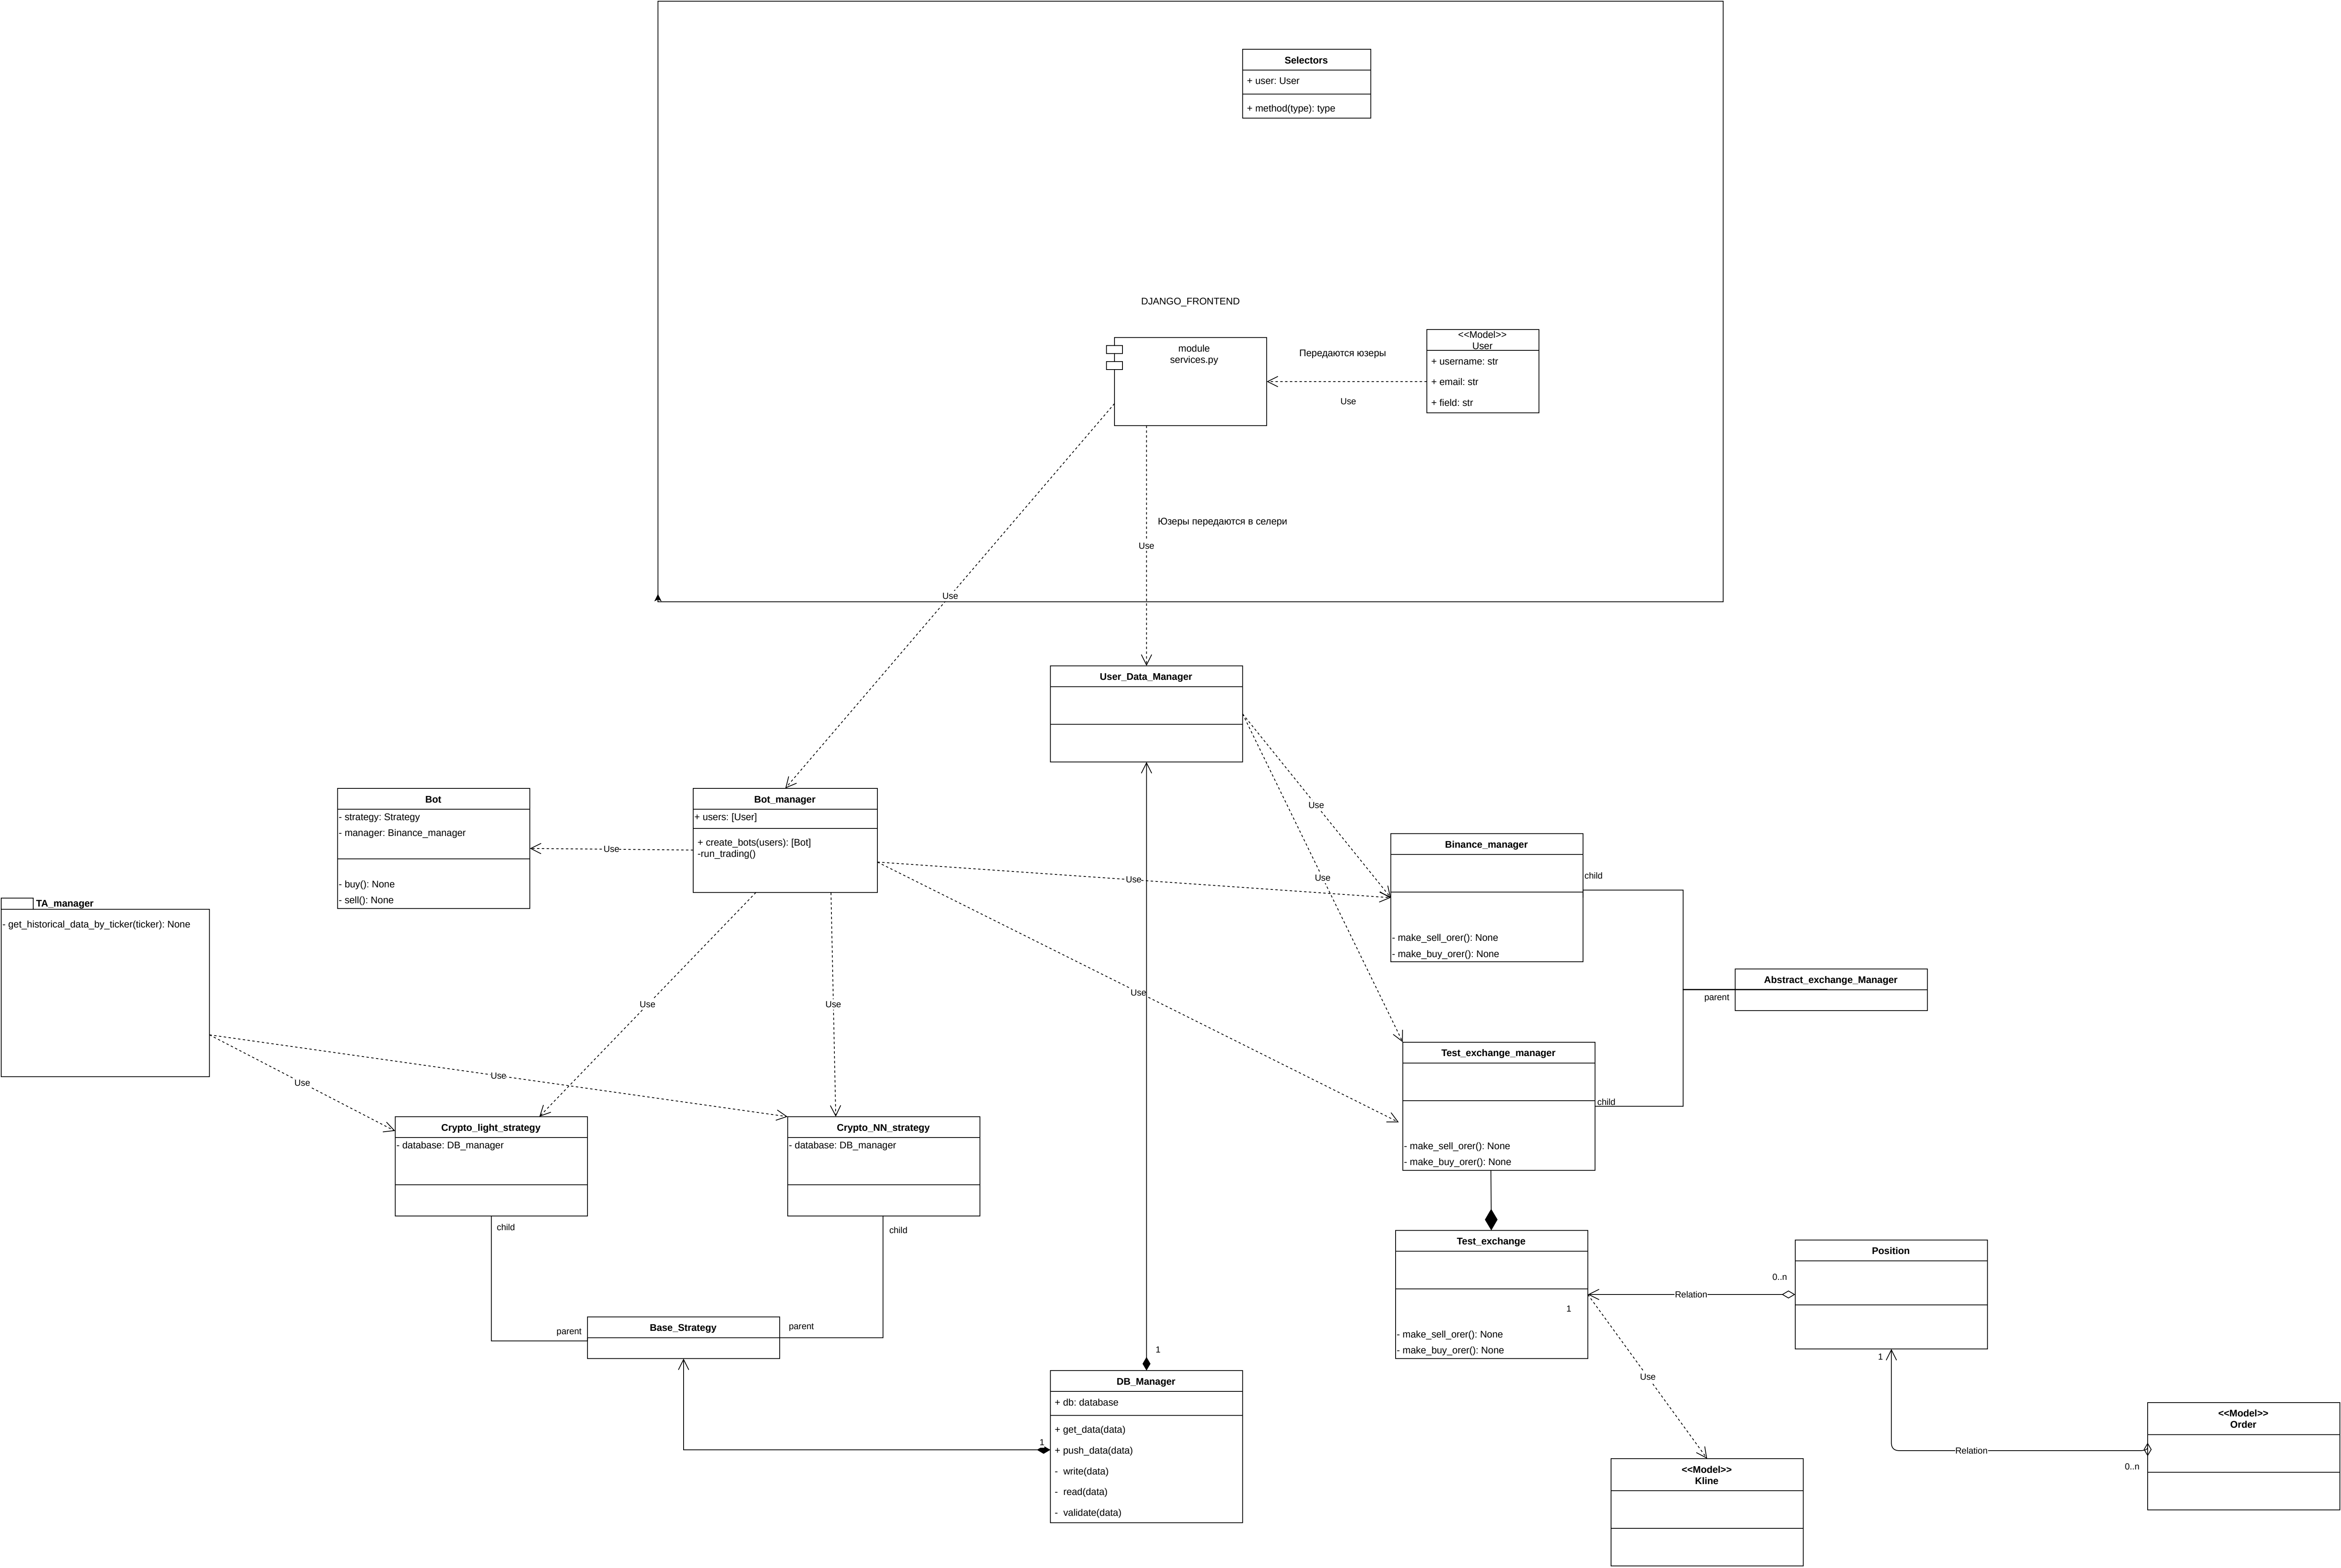 Selectors
+ user: User
+ method(type): type
DJANGO_FRONTEND
module
services.py
Передаются юзеры
Use
<<Model>>
User
+ username: str
+ email: str
+ field: str
Юзеры передаются в селери
Use
Use
User_Data_Manager
Bot
- strategy: Strategy
- manager: Binance_manager
- buy(): None
- sell(): None
Use
Bot_manager
+ users: [User]
+ create_bots(users): [Bot]
-run_trading()
Use
Use
Use
Use
Binance_manager
- make_sell_orer(): None
- make_buy_orer(): None
child
TA_manager
- get_historical_data_by_ticker(ticker): None
Abstract_exchange_Manager
parent
Use
Use
Use
Use
Test_exchange_manager
- make_sell_orer(): None
- make_buy_orer(): None
child
Crypto_light_strategy
- database: DB_manager
child
Crypto_NN_strategy
- database: DB_manager
child
Test_exchange
- make_sell_orer(): None
- make_buy_orer(): None
1
Relation
0..n
Position
1
parent
Base_Strategy
parent
1
1
DB_Manager
+ db: database
+ get_data(data)
+ push_data(data)
-  write(data)
-  read(data)
-  validate(data)
Use
<<Model>>
Kline
Relation
0..n
<<Model>>
Order